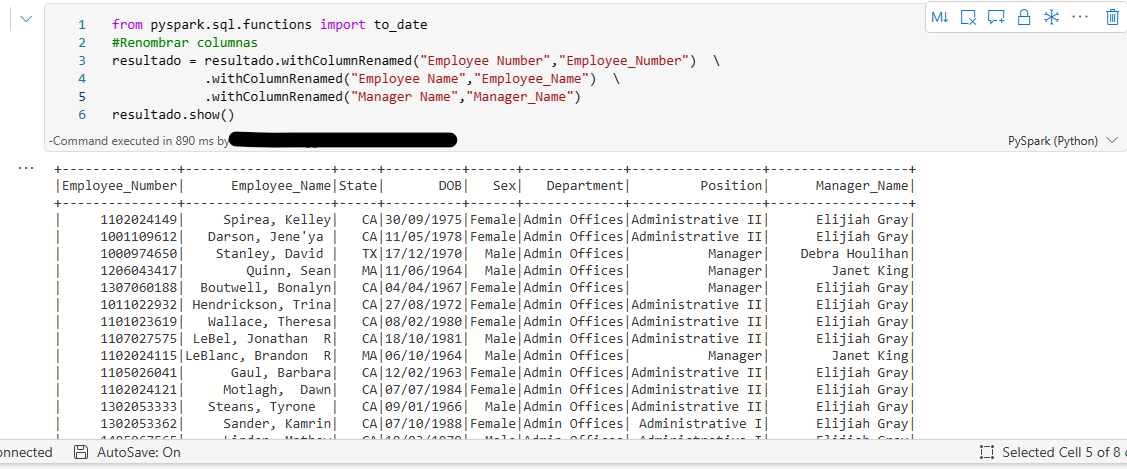 M↓
1 from pyspark.sql.functions import to_date
2 #Renombrar columnas
3 resultado = resultado.withColumnRenamed("Employee Number","Employee_Number")  \
4             .withColumnRenamed("Employee Name","Employee_Name")  \
5             .withColumnRenamed("Manager Name","Manager_Name")
6 resultado.show()
-Command executed in 890 ms by
PySpark (Python)
+---------------+-------------------+-----+----------+------+-------------+-----------------+------------------+
|Employee_Number|      Employee_Name|State|       DOB|   Sex|   Department|         Position|      Manager_Name|
+---------------+-------------------+-----+----------+------+-------------+-----------------+------------------+
|     1102024149|     Spirea, Kelley|   CA|30/09/1975|Female|Admin Offices|Administrative II|      Elijiah Gray|
|     1001109612|   Darson, Jene'ya |   CA|11/05/1978|Female|Admin Offices|Administrative II|      Elijiah Gray|
|     1000974650|    Stanley, David |   TX|17/12/1970|  Male|Admin Offices|          Manager|    Debra Houlihan|
|     1206043417|        Quinn, Sean|   MA|11/06/1964|  Male|Admin Offices|          Manager|        Janet King|
|     1307060188|  Boutwell, Bonalyn|   CA|04/04/1967|Female|Admin Offices|          Manager|      Elijiah Gray|
|     1011022932| Hendrickson, Trina|   CA|27/08/1972|Female|Admin Offices|Administrative II|      Elijiah Gray|
|     1101023619|   Wallace, Theresa|   CA|08/02/1980|Female|Admin Offices|Administrative II|      Elijiah Gray|
|     1107027575| LeBel, Jonathan  R|   CA|18/10/1981|  Male|Admin Offices|Administrative II|      Elijiah Gray|
|     1102024115|LeBlanc, Brandon  R|   MA|06/10/1964|  Male|Admin Offices|          Manager|        Janet King|
|     1105026041|      Gaul, Barbara|   CA|12/02/1963|Female|Admin Offices|Administrative II|      Elijiah Gray|
|     1102024121|     Motlagh,  Dawn|   CA|07/07/1984|Female|Admin Offices|Administrative II|      Elijiah Gray|
|     1302053333|   Steans, Tyrone  |   CA|09/01/1966|  Male|Admin Offices|Administrative II|      Elijiah Gray|
|     1302053362|     Sander, Kamrin|   CA|07/10/1988|Female|Admin Offices| Administrative I|      Elijiah Gray|
nnected
AutoSave: On
Selected Cell 5 of 8